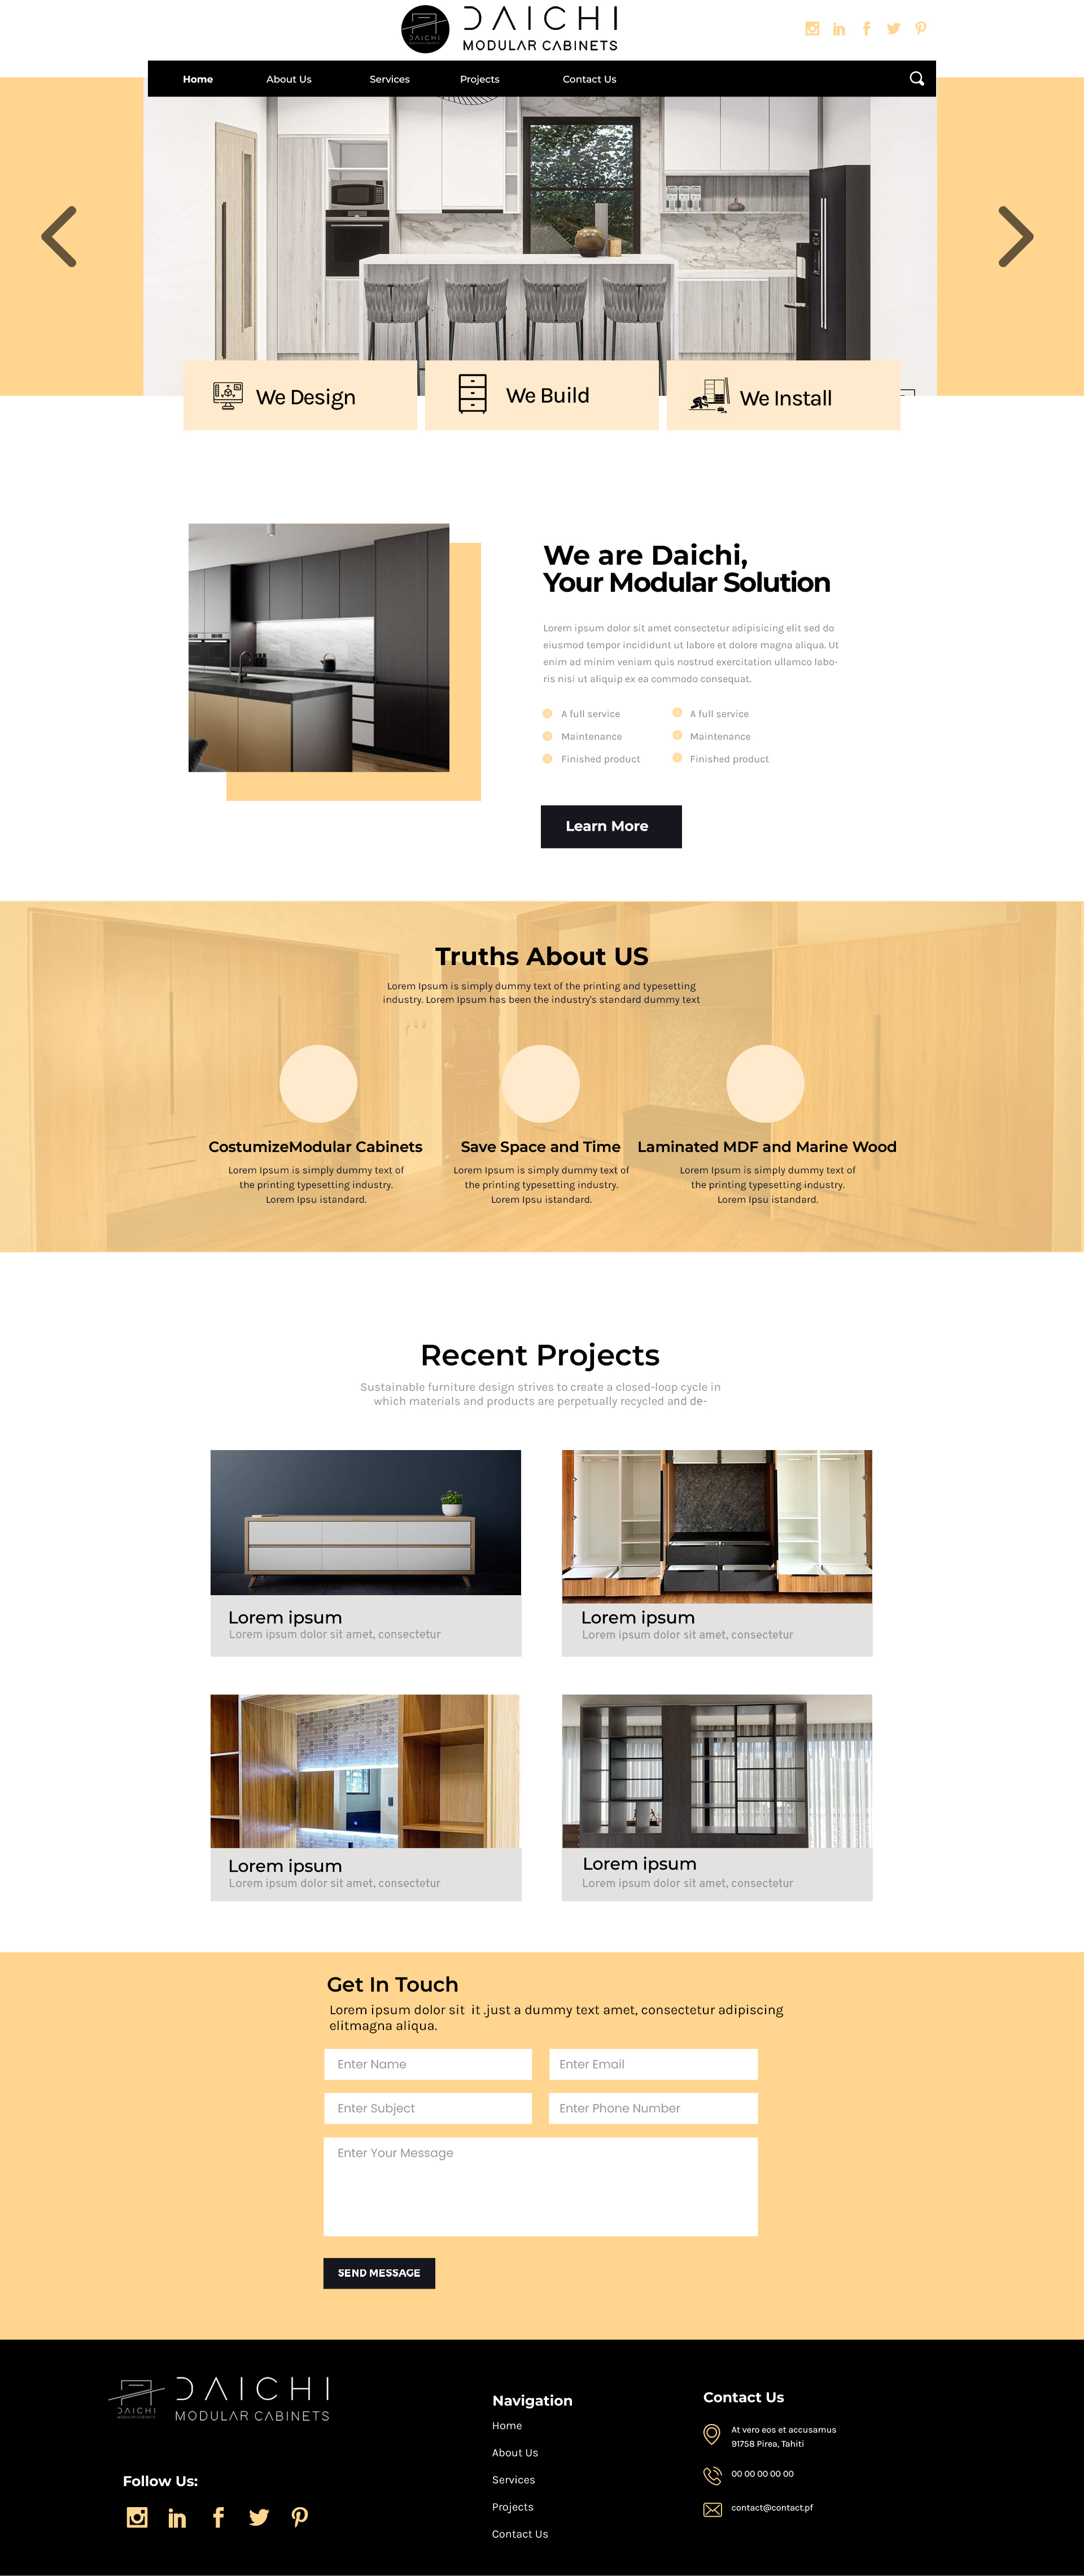 DAICHI
DAICHI
MODULAR CABINETS
Home
About Us
Services
Projects
Contact Us
We Design
We Build
We Install
We are Daichi,
Your Modular Solution
Lorem ipsum dolor sit amet consectetur adipisicing elit sed do
eiusmod tempor incididunt ut labore et dolore magna aliqua. Ut
enim ad minim veniam quis nostrud exercitation ullamco labo-
ris nisi ut aliquip ex ea commodo consequat.
A full service
A full service
Maintenance
Maintenance
Finished product
Finished product
Learn More
Truths About US
Lorem Ipsum is simply dummy text of the printing and typesetting
industry. Lorem Ipsum has been the industry's standard dummy text
CostumizeModular Cabinets
Lorem Ipsum is simply dummy text of
the printing typesetting industry.
Lorem Ipsu istandard.
Save Space and Time
Lorem Ipsum is simply dummy text of
the printing typesetting industry.
Lorem Ipsu istandard.
Laminated MDF and Marine Wood
Lorem Ipsum is simply dummy text of
the printing typesetting industry.
Lorem Ipsu istandard.
Recent Projects
Sustainable furniture design strives to create a closed-loop cycle in
which materials and products are perpetually recycled and de-
Lorem ipsum
Lorem ipsum dolor sit amet, consectetur
Lorem ipsum
Lorem ipsum dolor sit amet, consectetur
Lorem ipsum
Lorem ipsum dolor sit amet, consectetur
Lorem ipsum
Lorem ipsum dolor sit amet, consectetur
Get In Touch
Lorem ipsum dolor sit  it .just a dummy text amet, consectetur adipiscing
elitmagna aliqua.
Enter Name
Enter Email
Enter Subject
Enter Phone Number
Enter Your Message
SEND MESSAGE
DAICHI
MODULAR CABINETS
DAICHI
MODULAR CABINETS
Follow Us:
Navigation
Home
About Us
Services
Projects
Contact Us
Contact Us
At vero eos et accusamus
91758 Pirea, Tahiti
00 00 00 00 00
contact@contact.pf